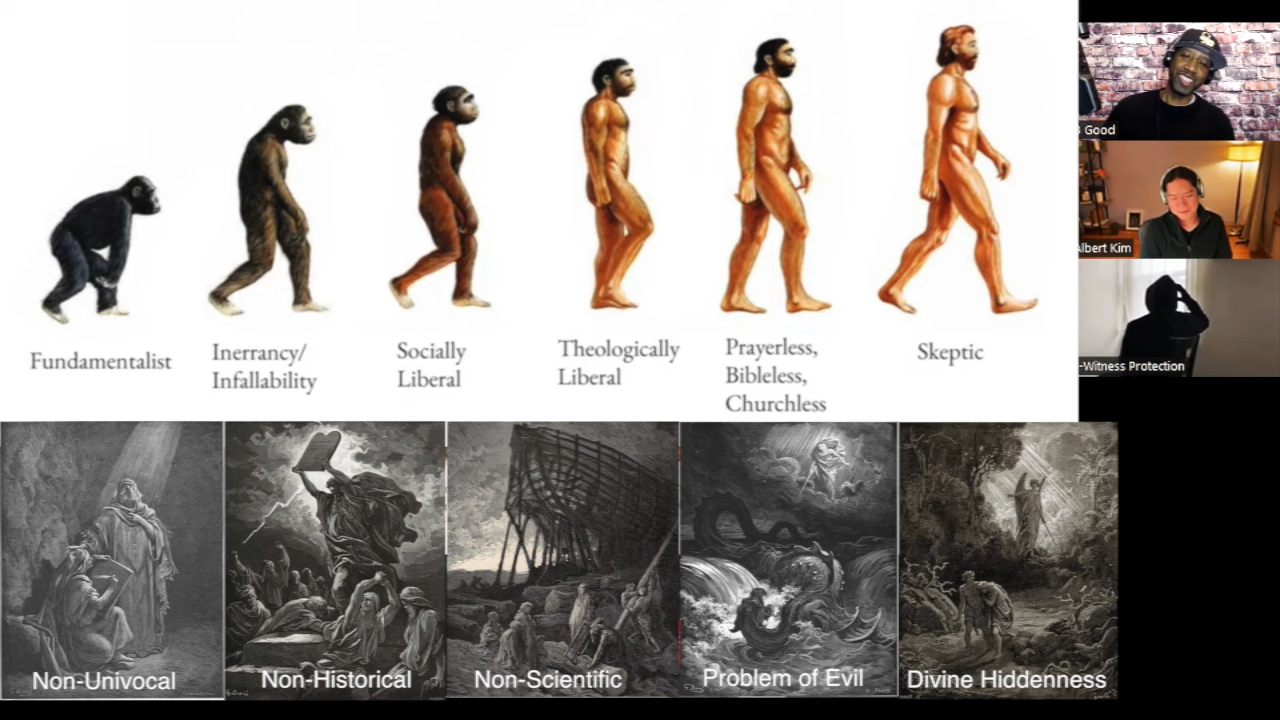 Fundamentalist
Inerrancy/
Infallability
Socially
Liberal
Theologically
Liberal
Prayerless,
Bibleless,
Churchless
Skeptic
Good
Albert Kim
-Witness Protection
Non-Univocal
Non-Historical
Non-Scientific
Problem of Evil
Divine Hiddenness